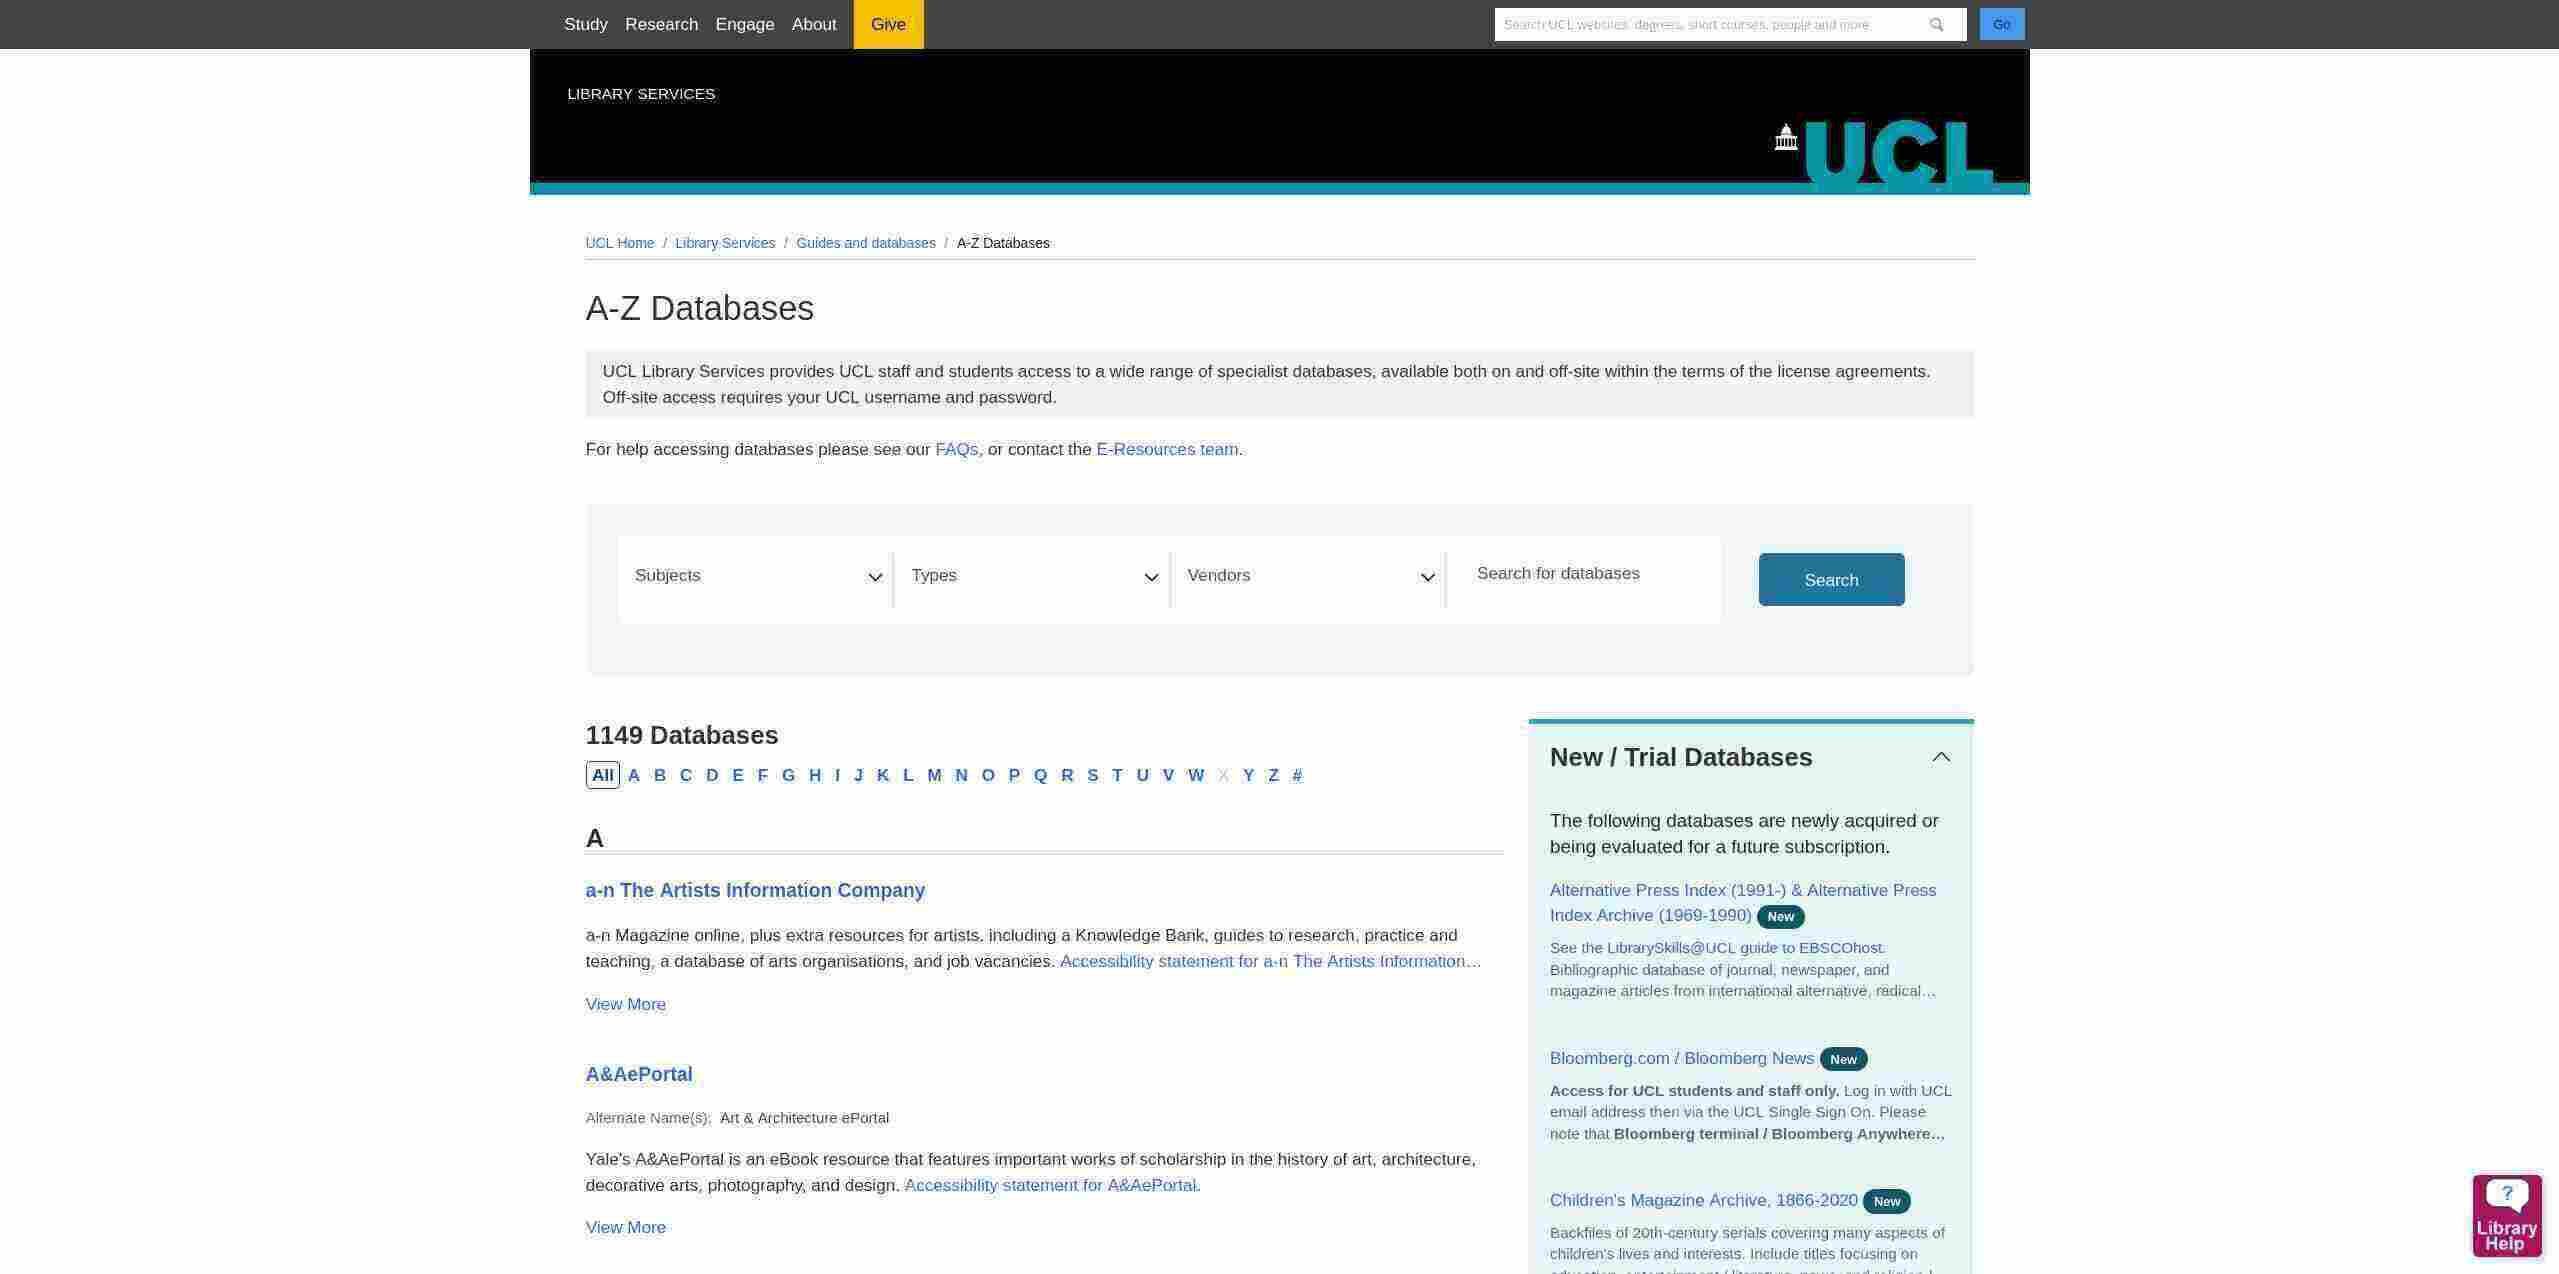 Study Research Engage About Give
Search UCL websites, degrees, short courses, people and more
Go
LIBRARY SERVICES
UCL
UCL Home / Library Services / Guides and databases / A-Z Databases
A-Z Databases
UCL Library Services provides UCL staff and students access to a wide range of specialist databases, available both on and off-site within the terms of the license agreements.
Off-site access requires your UCL username and password.
For help accessing databases please see our FAQs, or contact the E-Resources team.
Subjects
Types
Vendors
Search for databases
Search
1149 Databases
All A B C D E F G H I J K L M N O P Q R S T U V W X Y Z #
A
a-n The Artists Information Company
a-n Magazine online, plus extra resources for artists. including a Knowledge Bank, guides to research, practice and
teaching, a database of arts organisations, and job vacancies. Accessibility statement for a-n The Artists Information…
View More
A&AePortal
Alternate Name(s): Art & Architecture ePortal
Yale's A&AePortal is an eBook resource that features important works of scholarship in the history of art, architecture,
decorative arts, photography, and design. Accessibility statement for A&AePortal.
View More
New / Trial Databases
The following databases are newly acquired or
being evaluated for a future subscription.
Alternative Press Index (1991-) & Alternative Press
Index Archive (1969-1990) New
See the LibrarySkills@UCL guide to EBSCOhost.
Bibliographic database of journal, newspaper, and
magazine articles from international alternative, radical…
Bloomberg.com / Bloomberg News New
Access for UCL students and staff only. Log in with UCL
email address then via the UCL Single Sign On. Please
note that Bloomberg terminal / Bloomberg Anywhere…
Children's Magazine Archive, 1866-2020 New
Backfiles of 20th-century serials covering many aspects of
children's lives and interests. Include titles focusing on
?
Library
Help